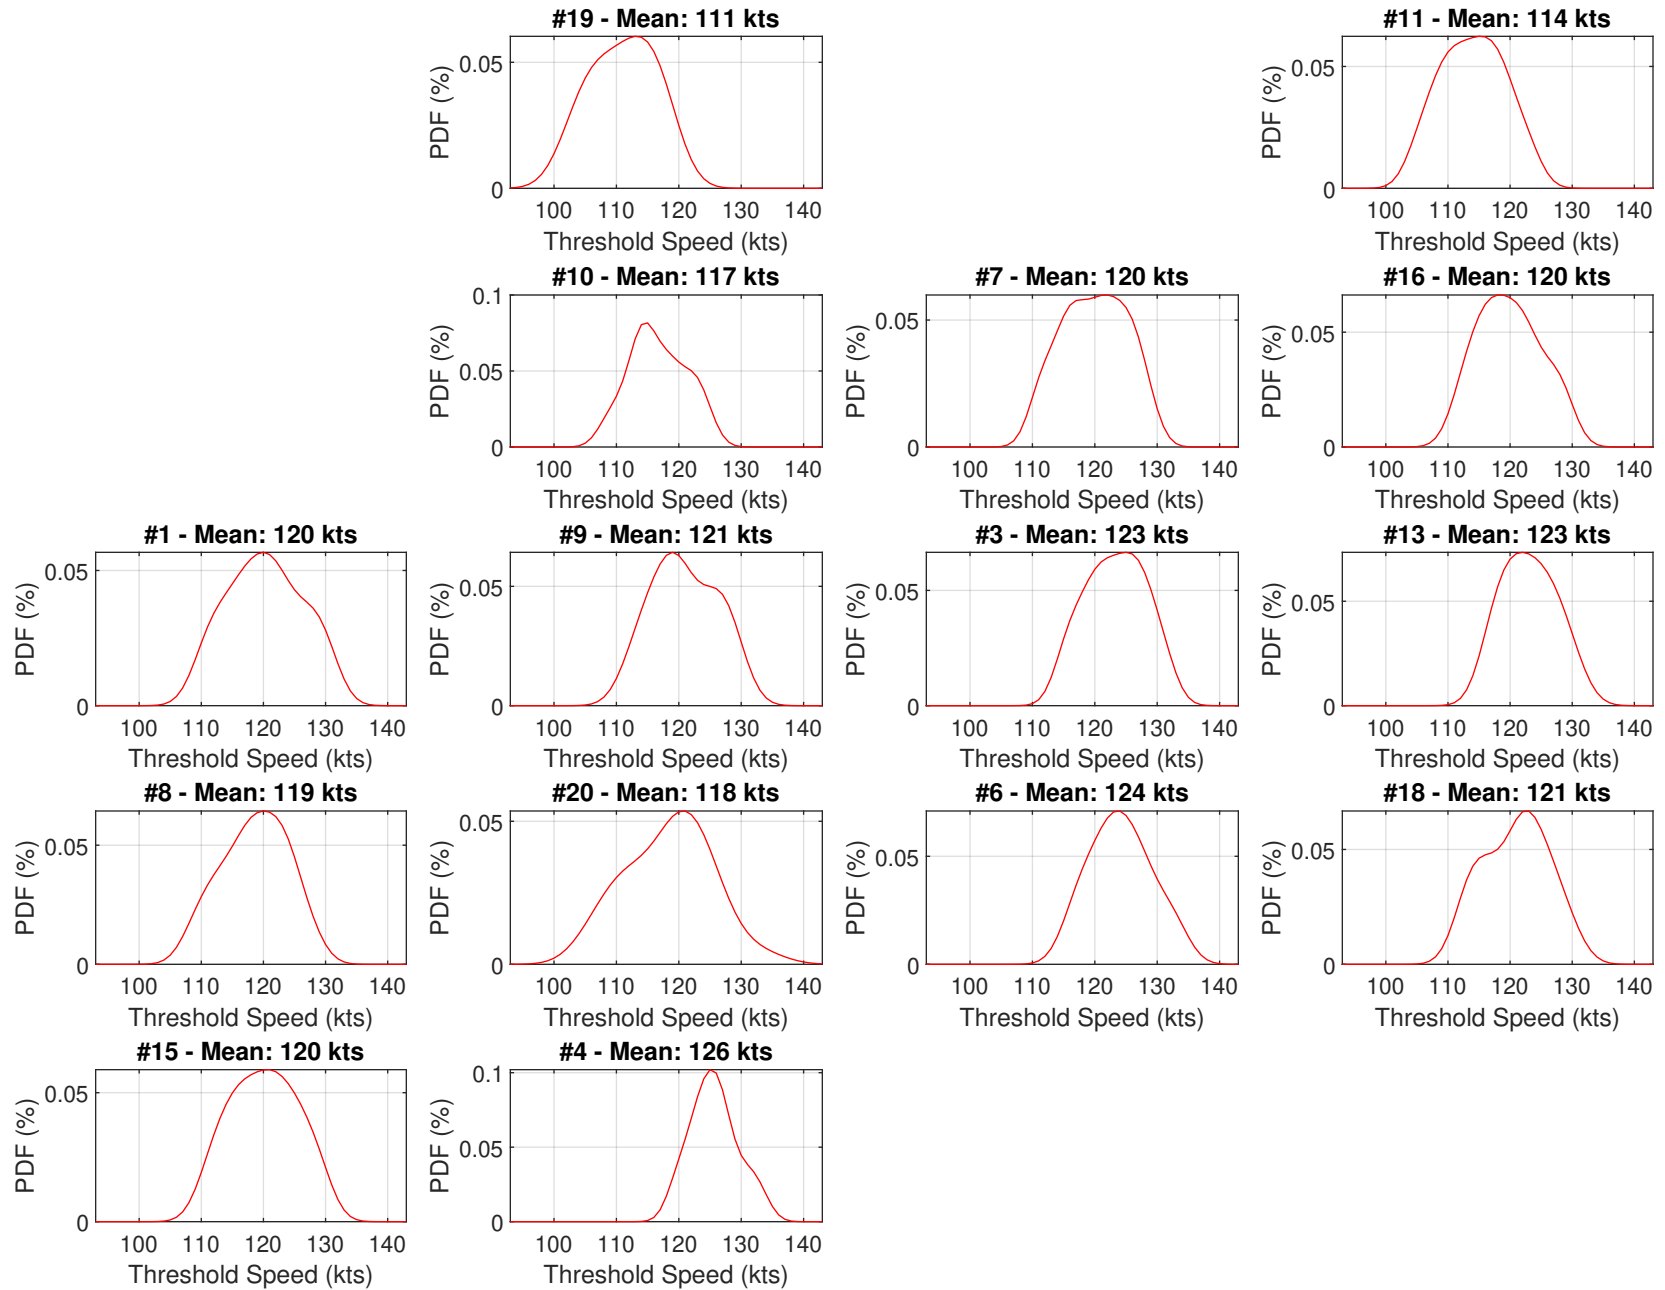 #19 - Mean: 111 kts
PDF (%)
0.05
0
100 110 120 130 140
Threshold Speed (kts)
#11 - Mean: 114 kts
PDF (%)
0.05
0
100 110 120 130 140
Threshold Speed (kts)
#10 - Mean: 117 kts
PDF (%)
0.1
0.05
0
100 110 120 130 140
Threshold Speed (kts)
#7 - Mean: 120 kts
PDF (%)
0.05
0
100 110 120 130 140
Threshold Speed (kts)
#16 - Mean: 120 kts
PDF (%)
0.05
0
100 110 120 130 140
Threshold Speed (kts)
#1 - Mean: 120 kts
PDF (%)
0.05
0
100 110 120 130 140
Threshold Speed (kts)
#9 - Mean: 121 kts
PDF (%)
0.05
0
100 110 120 130 140
Threshold Speed (kts)
#3 - Mean: 123 kts
PDF (%)
0.05
0
100 110 120 130 140
Threshold Speed (kts)
#13 - Mean: 123 kts
PDF (%)
0.05
0
100 110 120 130 140
Threshold Speed (kts)
#8 - Mean: 119 kts
PDF (%)
0.05
0
100 110 120 130 140
Threshold Speed (kts)
#20 - Mean: 118 kts
PDF (%)
0.05
0
100 110 120 130 140
Threshold Speed (kts)
#6 - Mean: 124 kts
PDF (%)
0.05
0
100 110 120 130 140
Threshold Speed (kts)
#18 - Mean: 121 kts
PDF (%)
0.05
0
100 110 120 130 140
Threshold Speed (kts)
#15 - Mean: 120 kts
PDF (%)
0.05
0
100 110 120 130 140
Threshold Speed (kts)
#4 - Mean: 126 kts
PDF (%)
0.1
0.05
0
100 110 120 130 140
Threshold Speed (kts)